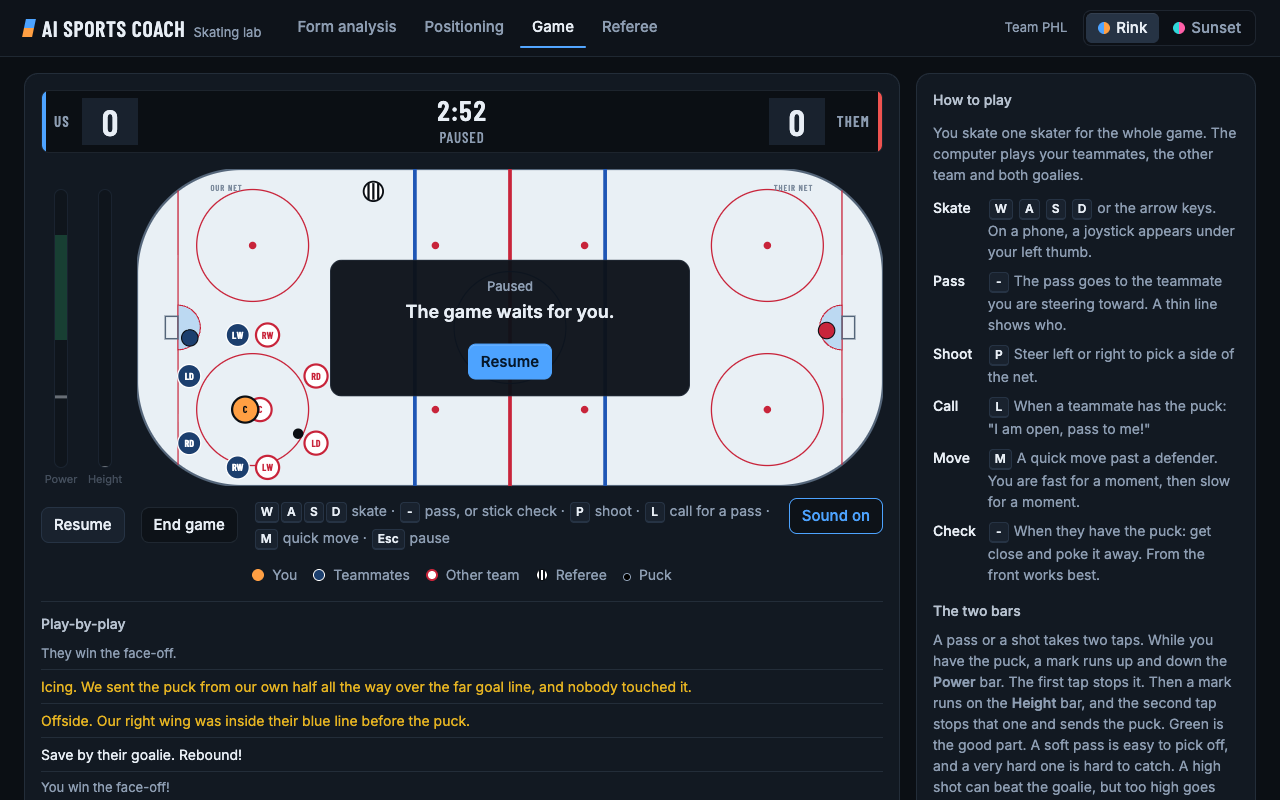 AI SPORTS COACH Skating lab
Form analysis
Positioning
Game
Referee
Team PHL
Rink
Sunset
US
0
2:52
PAUSED
0
THEM
OUR NET
THEIR NET
Power
Height
LW
RW
LD
RD
C
C
RD
LD
RW
LW
Paused
The game waits for you.
Resume
Resume
End game
W A S D skate · - pass, or stick check · P shoot · L call for a pass ·
M quick move · Esc pause
Sound on
You
Teammates
Other team
Referee
Puck
Play-by-play
They win the face-off.
Icing. We sent the puck from our own half all the way over the far goal line, and nobody touched it.
Offside. Our right wing was inside their blue line before the puck.
Save by their goalie. Rebound!
You win the face-off!
How to play
You skate one skater for the whole game. The
computer plays your teammates, the other
team and both goalies.
Skate W A S D or the arrow keys.
On a phone, a joystick appears under
your left thumb.
Pass - The pass goes to the teammate
you are steering toward. A thin line
shows who.
Shoot P Steer left or right to pick a side of
the net.
Call L When a teammate has the puck:
"I am open, pass to me!"
Move M A quick move past a defender.
You are fast for a moment, then slow
for a moment.
Check - When they have the puck: get
close and poke it away. From the
front works best.
The two bars
A pass or a shot takes two taps. While you
have the puck, a mark runs up and down the
Power bar. The first tap stops it. Then a mark
runs on the Height bar, and the second tap
stops that one and sends the puck. Green is
the good part. A soft pass is easy to pick off,
and a very hard one is hard to catch. A high
shot can beat the goalie, but too high goes